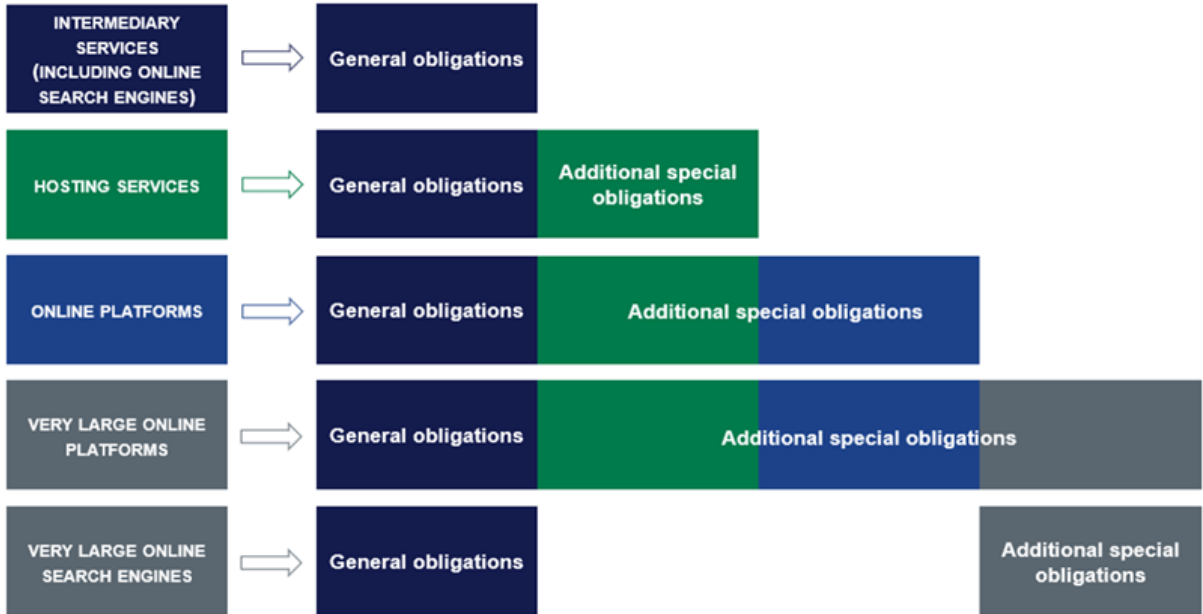 INTERMEDIARY
SERVICES
(INCLUDING ONLINE
SEARCH ENGINES)
General obligations
HOSTING SERVICES
General obligations
Additional special
obligations
ONLINE PLATFORMS
General obligations
Additional special obligations
VERY LARGE ONLINE
PLATFORMS
General obligations
Additional special obligations
VERY LARGE ONLINE
SEARCH ENGINES
General obligations
Additional special
obligations